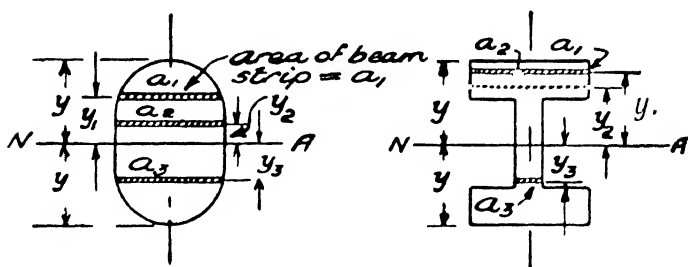 area of beam
strip = a₁
a₁
a₂
a₃
y
y₁
y₂
y₃
y
N
A
a₂
a₁
y
y.
y₂
y₃
y
N
A
a₃